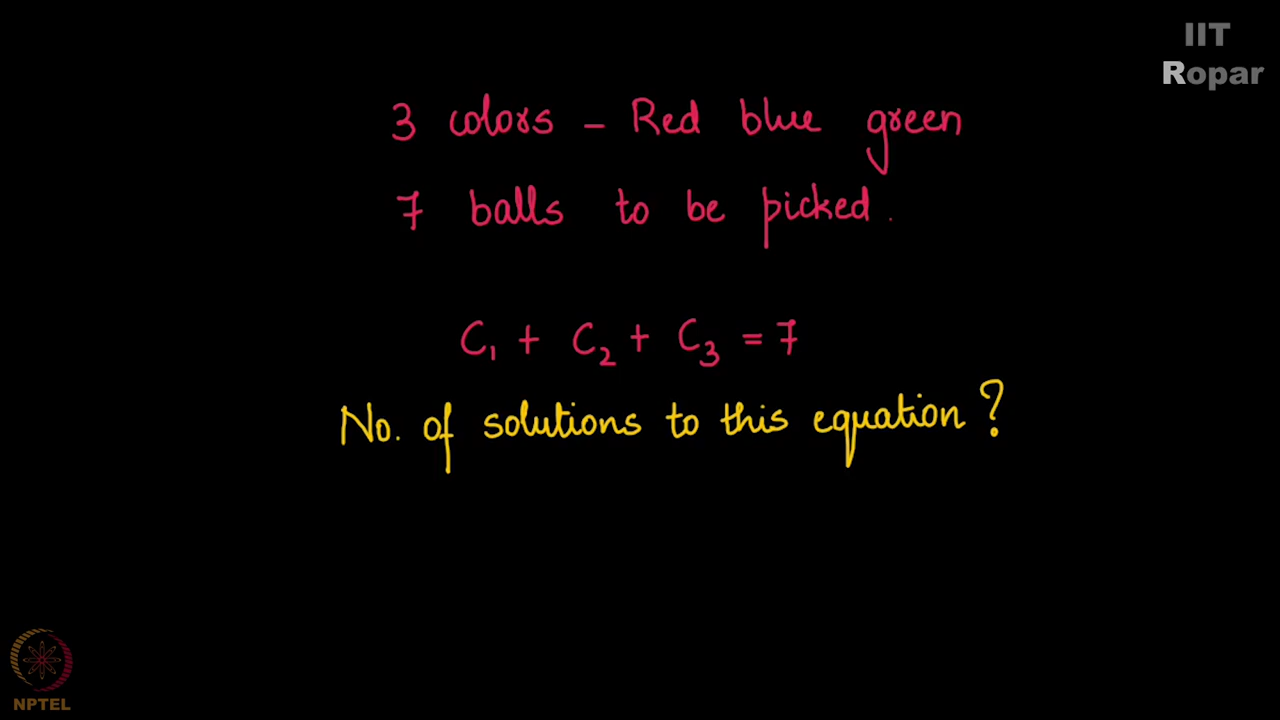 IIT
Ropar
3 colors - Red blue green
7 balls to be picked.
C₁ + C₂ + C₃ = 7
No. of solutions to this equation?
NPTEL